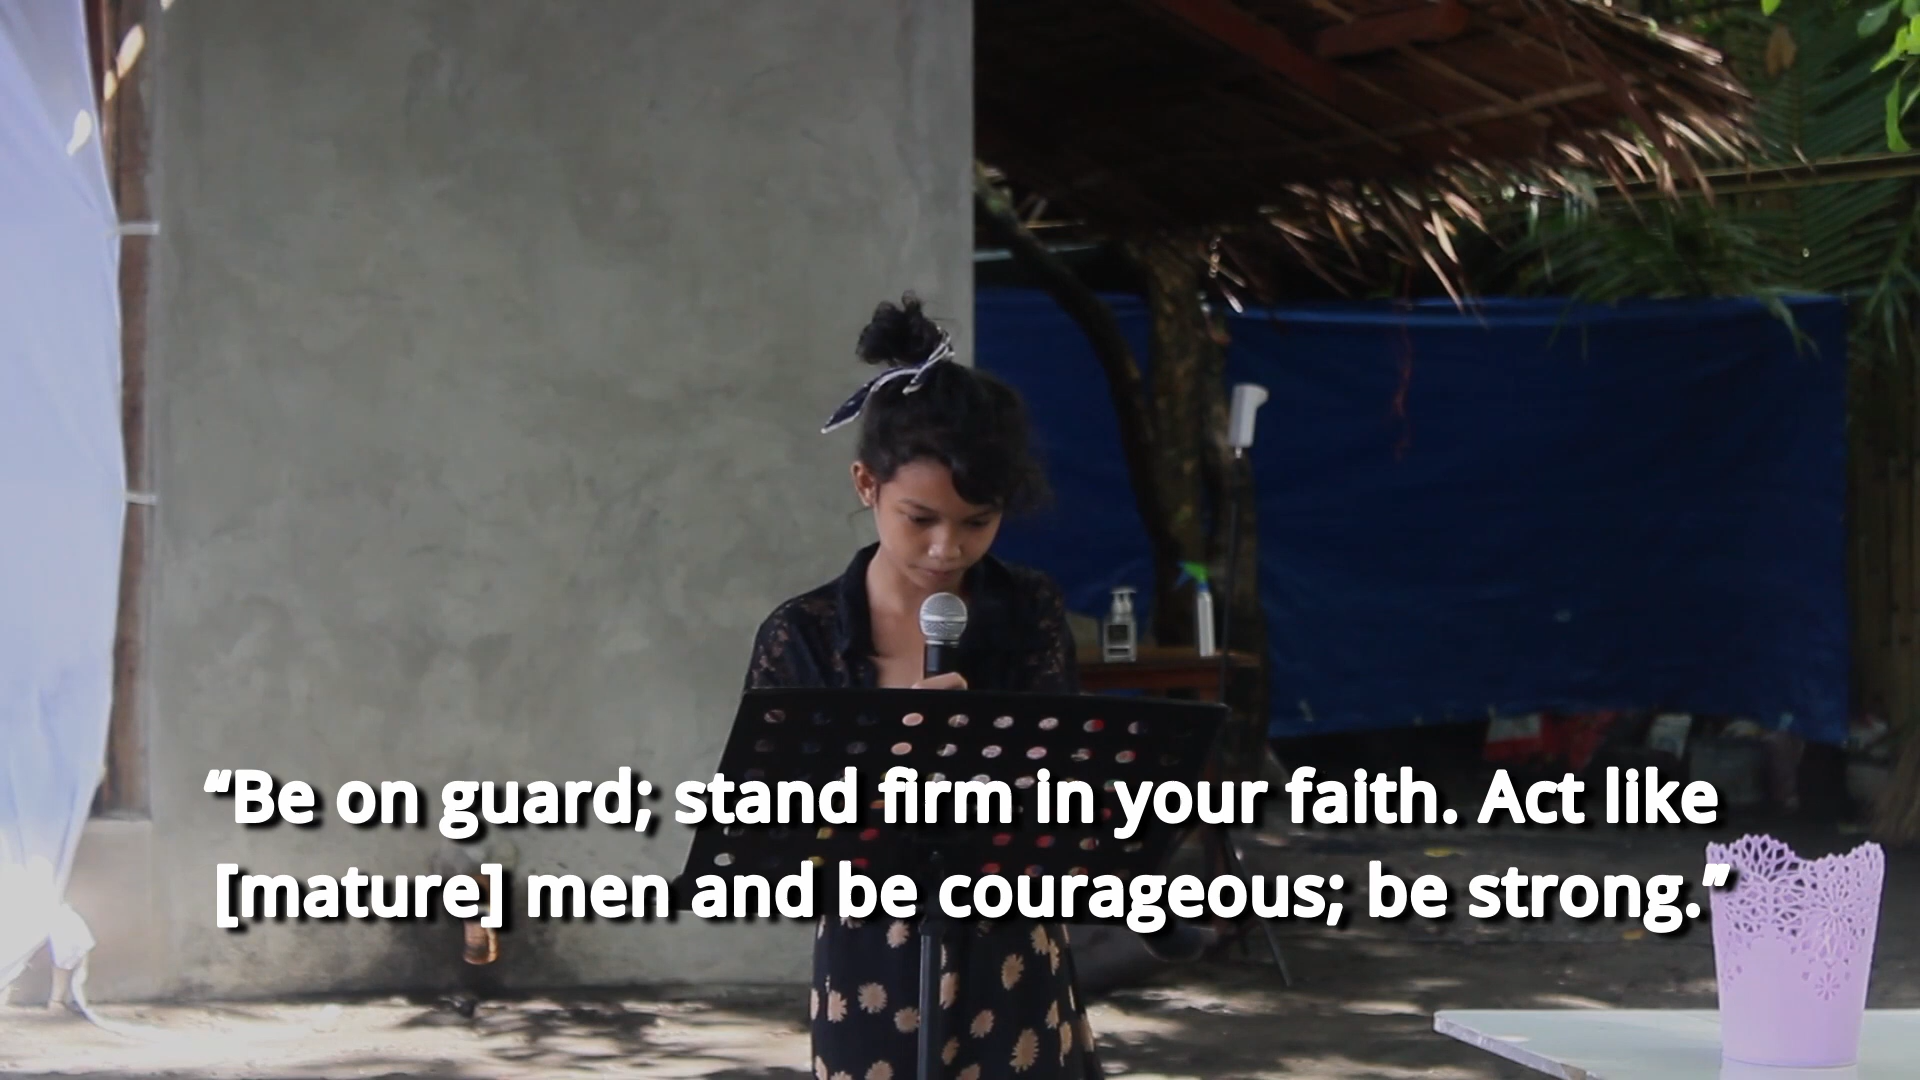 “Be on guard; stand firm in your faith. Act like
[mature] men and be courageous; be strong.”